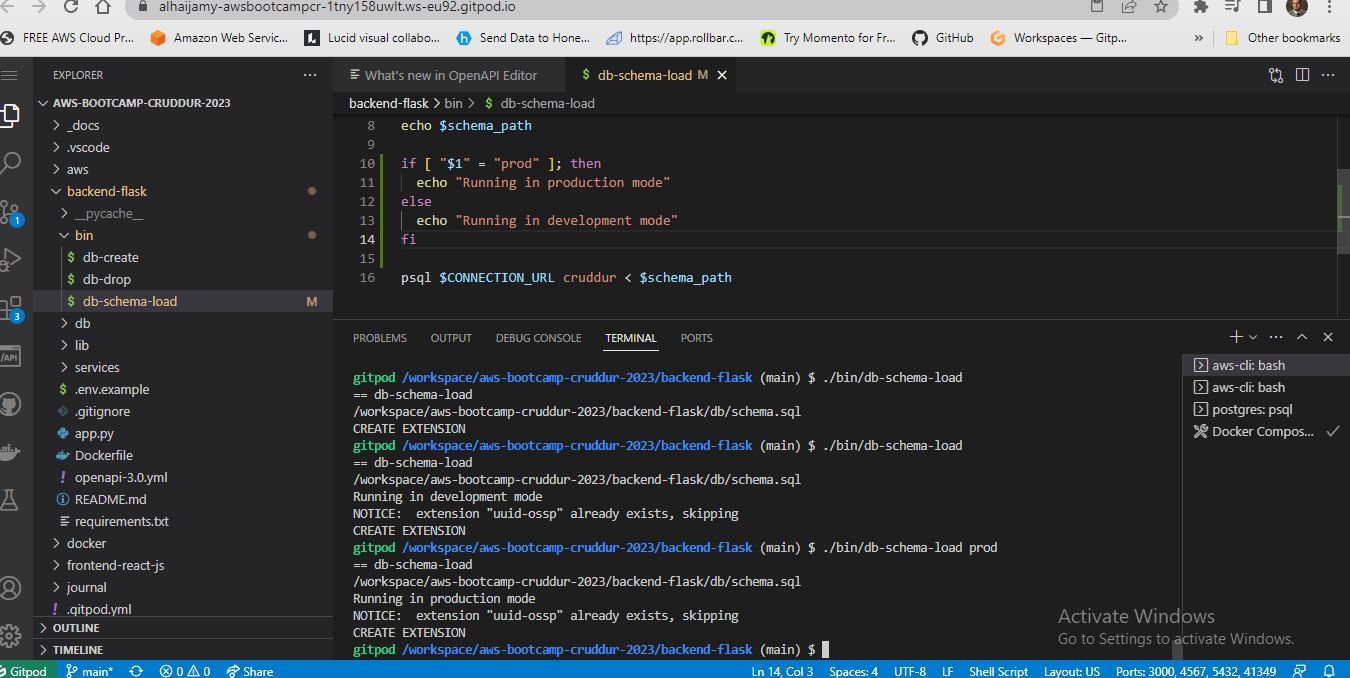 alhaijamy-awsbootcampcr-1tny158uwlt.ws-eu92.gitpod.io
FREE AWS Cloud Pr... Amazon Web Servic... Lucid visual collabo... Send Data to Hone... https://app.rollbar.c... Try Momento for Fr... GitHub Workspaces — Gitp... » Other bookmarks
EXPLORER ...
AWS-BOOTCAMP-CRUDDUR-2023
_docs
.vscode
aws
backend-flask
__pycache__
bin
$ db-create
$ db-drop
$ db-schema-load M
db
lib
services
$ .env.example
.gitignore
app.py
Dockerfile
! openapi-3.0.yml
README.md
requirements.txt
docker
frontend-react-js
journal
! .gitpod.yml
OUTLINE
TIMELINE
1
3
/API
What's new in OpenAPI Editor $ db-schema-load M
backend-flask > bin > $ db-schema-load
8 echo $schema_path
9
10 if [ "$1" = "prod" ]; then
11 echo "Running in production mode"
12 else
13 echo "Running in development mode"
14 fi
15
16 psql $CONNECTION_URL cruddur < $schema_path
PROBLEMS OUTPUT DEBUG CONSOLE TERMINAL PORTS
gitpod /workspace/aws-bootcamp-cruddur-2023/backend-flask (main) $ ./bin/db-schema-load
== db-schema-load
/workspace/aws-bootcamp-cruddur-2023/backend-flask/db/schema.sql
CREATE EXTENSION
gitpod /workspace/aws-bootcamp-cruddur-2023/backend-flask (main) $ ./bin/db-schema-load
== db-schema-load
/workspace/aws-bootcamp-cruddur-2023/backend-flask/db/schema.sql
Running in development mode
NOTICE:  extension "uuid-ossp" already exists, skipping
CREATE EXTENSION
gitpod /workspace/aws-bootcamp-cruddur-2023/backend-flask (main) $ ./bin/db-schema-load prod
== db-schema-load
/workspace/aws-bootcamp-cruddur-2023/backend-flask/db/schema.sql
Running in production mode
NOTICE:  extension "uuid-ossp" already exists, skipping
CREATE EXTENSION
gitpod /workspace/aws-bootcamp-cruddur-2023/backend-flask (main) $
aws-cli: bash
aws-cli: bash
postgres: psql
Docker Compos...
Activate Windows
Go to Settings to activate Windows.
Gitpod main* 0 0 Share Ln 14, Col 3 Spaces: 4 UTF-8 LF Shell Script Layout: US Ports: 3000, 4567, 5432, 41349